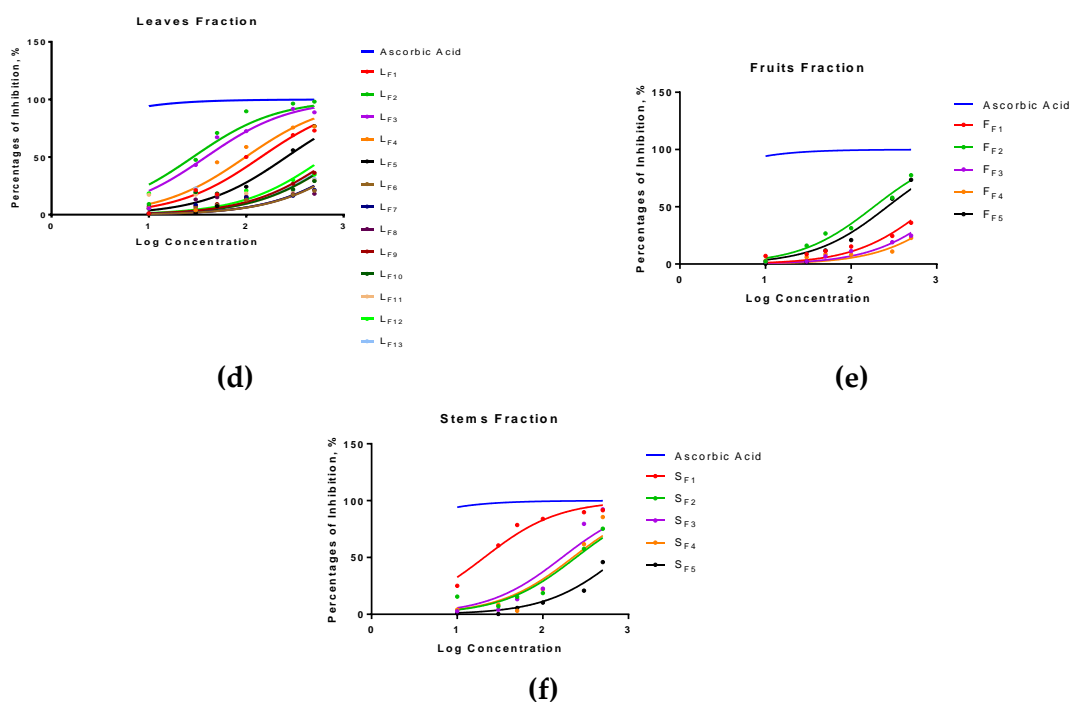 Leaves Fraction
Percentages of Inhibition, %
150
100
50
0
0
1
2
3
Log Concentration
Ascorbic Acid
LF1
LF2
LF3
LF4
LF5
LF6
LF7
LF8
LF9
LF10
LF11
LF12
LF13
(d)
Fruits Fraction
Percentages of Inhibition, %
150
100
50
0
0
1
2
3
Log Concentration
Ascorbic Acid
FF1
FF2
FF3
FF4
FF5
(e)
Stems Fraction
Percentages of Inhibition, %
150
100
50
0
0
1
2
3
Log Concentration
Ascorbic Acid
SF1
SF2
SF3
SF4
SF5
(f)